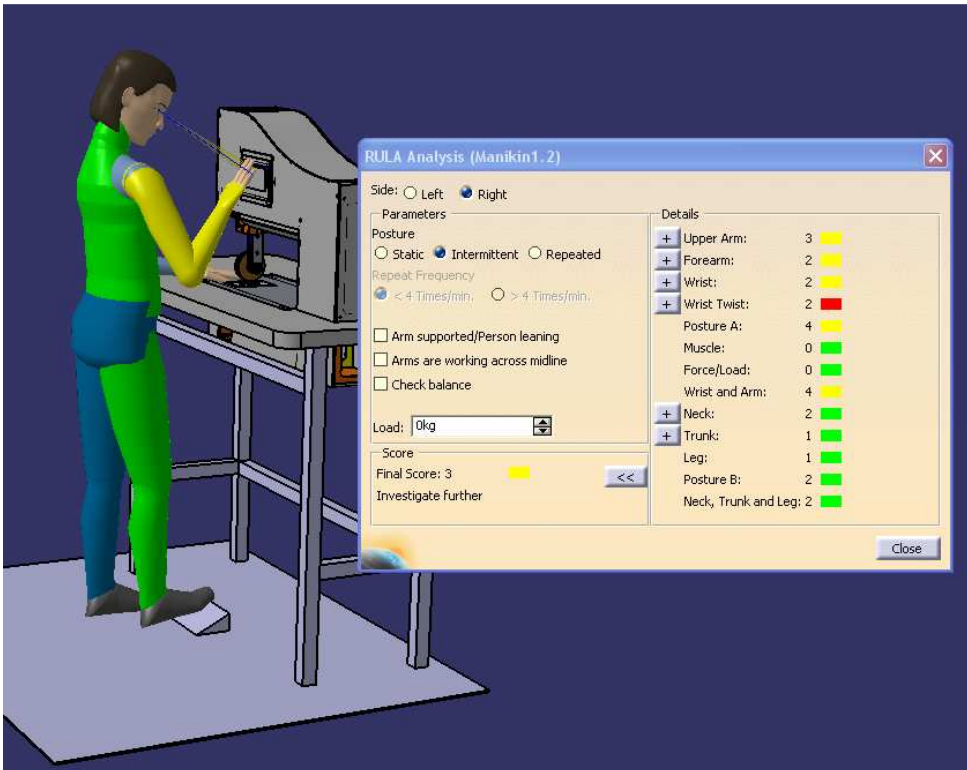 RULA Analysis (Manikin1.2)
Side: Left Right
Parameters
Posture
Static Intermittent Repeated
Repeat Frequency
< 4 Times/min. > 4 Times/min.
Arm supported/Person leaning
Arms are working across midline
Check balance
Load: 0kg
Score
Final Score: 3
<<
Investigate further
Details
+ Upper Arm: 3
+ Forearm: 2
+ Wrist: 2
+ Wrist Twist: 2
Posture A: 4
Muscle: 0
Force/Load: 0
Wrist and Arm: 4
+ Neck: 2
+ Trunk: 1
Leg: 1
Posture B: 2
Neck, Trunk and Leg: 2
Close